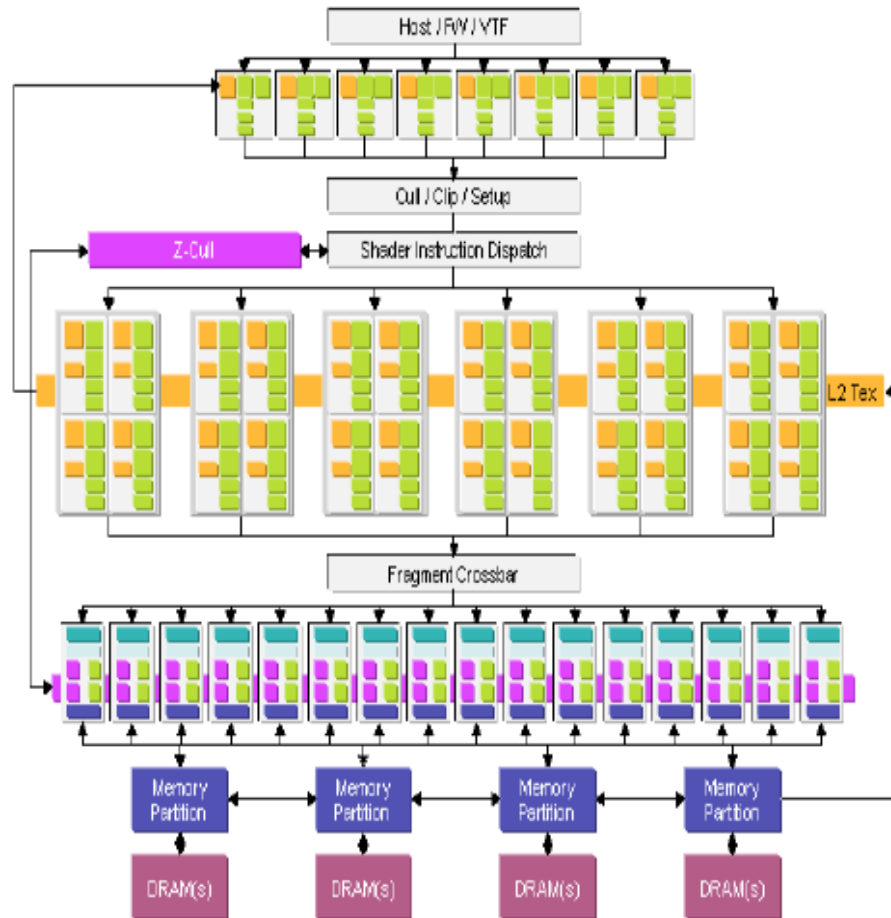 Host / FW / VTF
Cull / Clip / Setup
Z-Cull
Shader Instruction Dispatch
L2 Tex
Fragment Crossbar
Memory
Partition
Memory
Partition
Memory
Partition
Memory
Partition
DRAM(s)
DRAM(s)
DRAM(s)
DRAM(s)